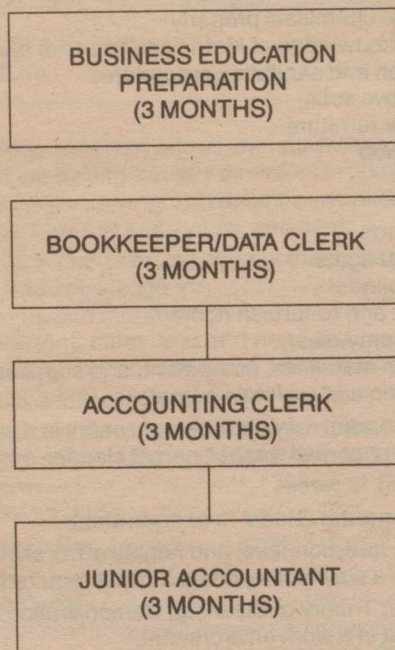 BUSINESS EDUCATION
PREPARATION
(3 MONTHS)
BOOKKEEPER/DATA CLERK
(3 MONTHS)
ACCOUNTING CLERK
(3 MONTHS)
JUNIOR ACCOUNTANT
(3 MONTHS)